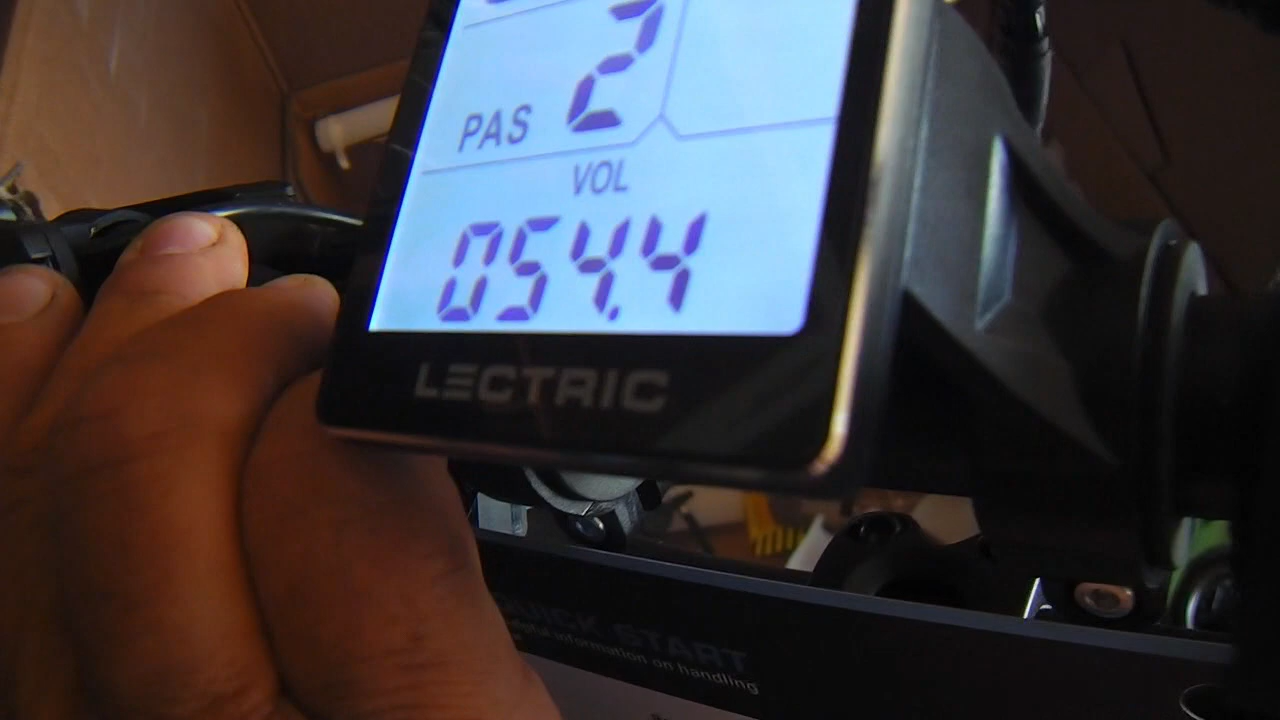 2
PAS
VOL
054.4
LECTRIC
QUICK START
information on handling